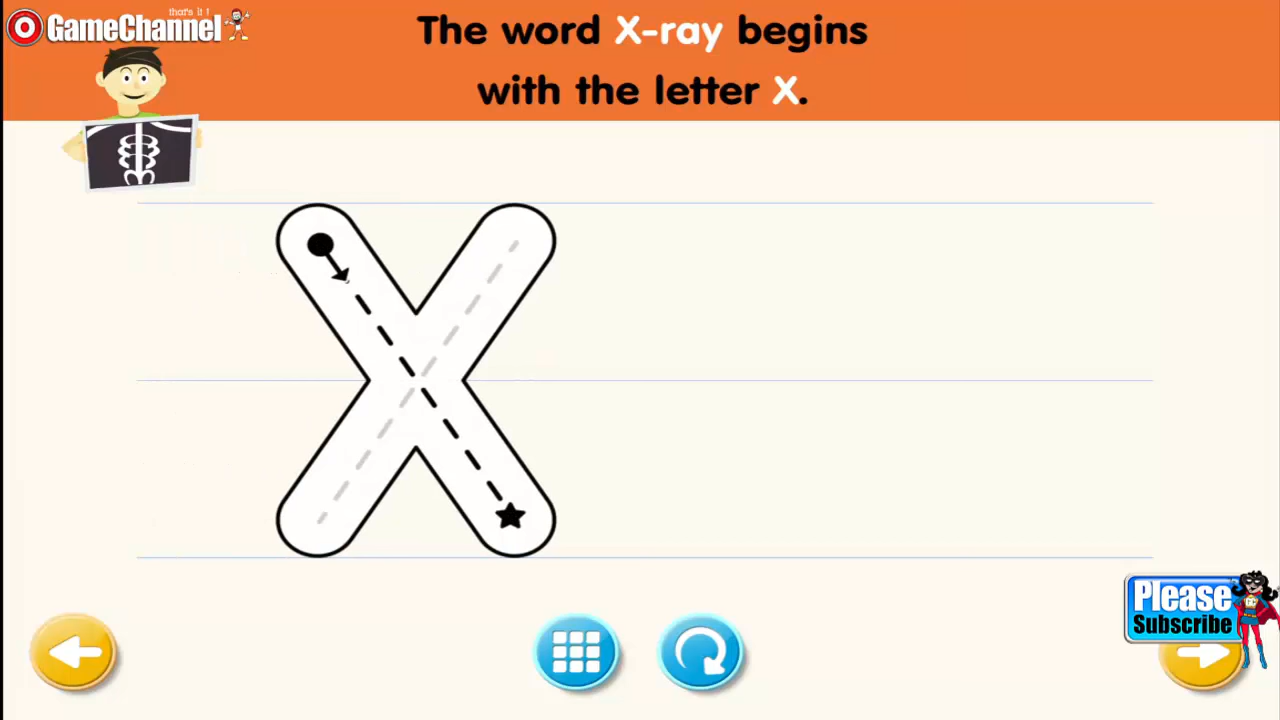 that's it !
GameChannel
The word X-ray begins
with the letter X.
X
Please
Subscribe